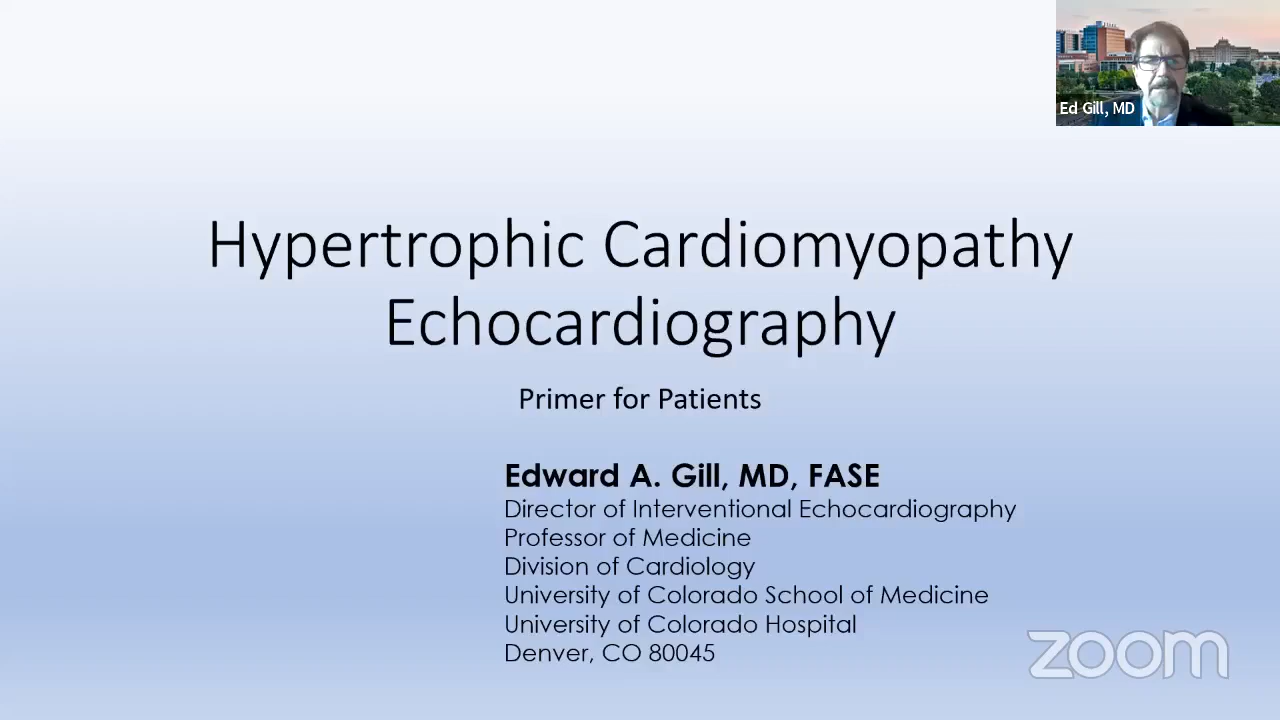 Ed Gill, MD
Hypertrophic Cardiomyopathy
Echocardiography
Primer for Patients
Edward A. Gill, MD, FASE
Director of Interventional Echocardiography
Professor of Medicine
Division of Cardiology
University of Colorado School of Medicine
University of Colorado Hospital
Denver, CO 80045
zoom